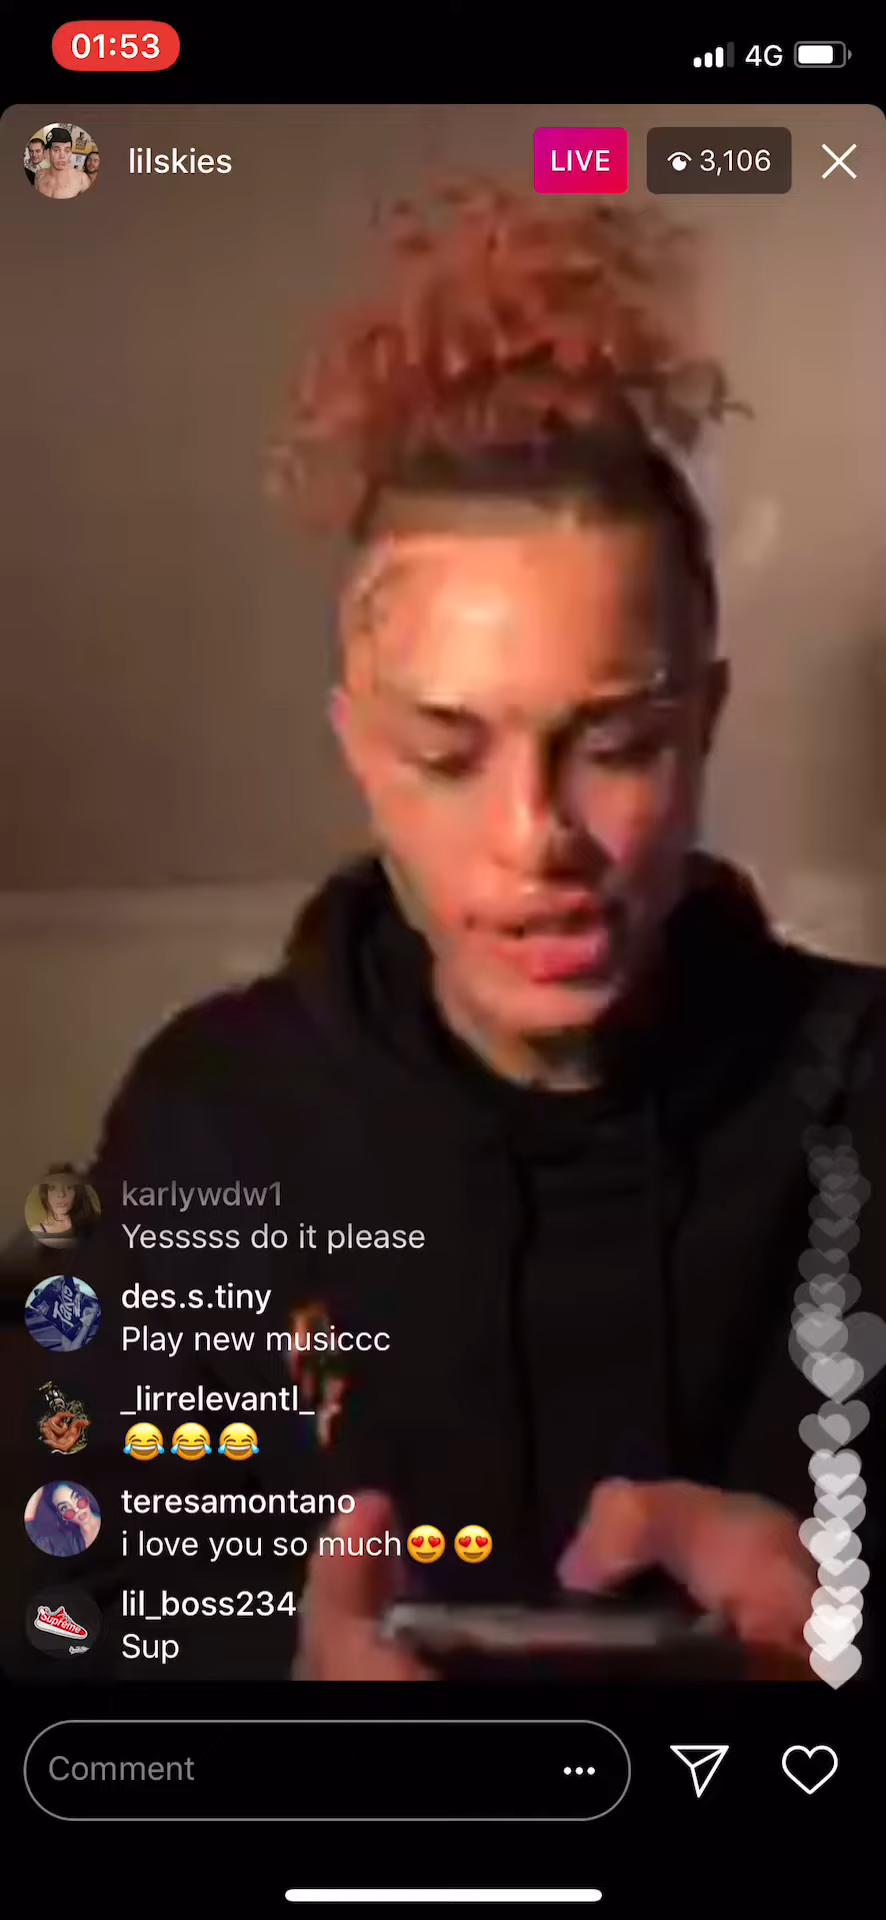 01:53
4G
lilskies
LIVE
3,106
karlywdw1
Yesssss do it please
des.s.tiny
Play new musiccc
_lirrelevantl_
😂😂😂
teresamontano
i love you so much😍😍
lil_boss234
Supreme
Sup
Comment